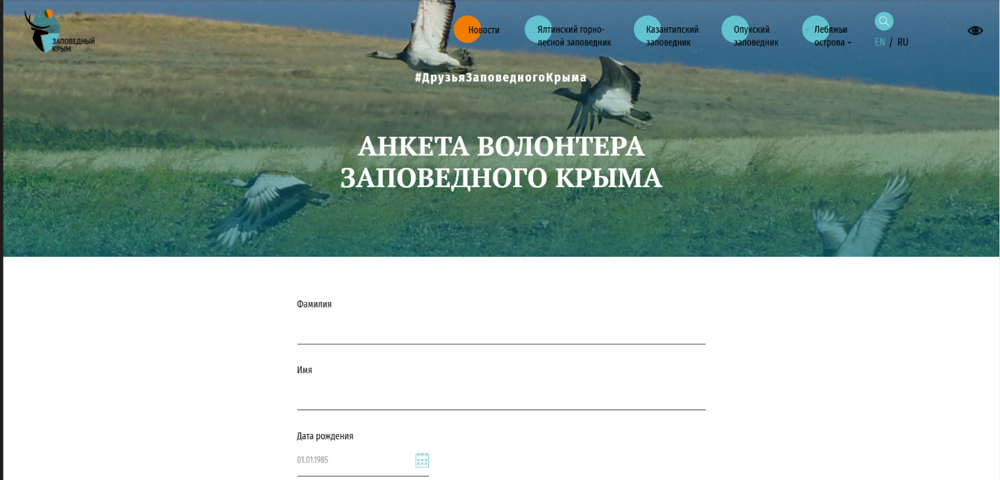 ЗАПОВЕДНЫЙ
КРЫМ
Новости
Ялтинский горно-
лесной заповедник
Казантипский
заповедник
Опукский
заповедник
Лебяжьи
острова
EN / RU
#ДрузьяЗаповедногоКрыма
АНКЕТА ВОЛОНТЕРА
ЗАПОВЕДНОГО КРЫМА
Фамилия
Имя
Дата рождения
01.01.1985